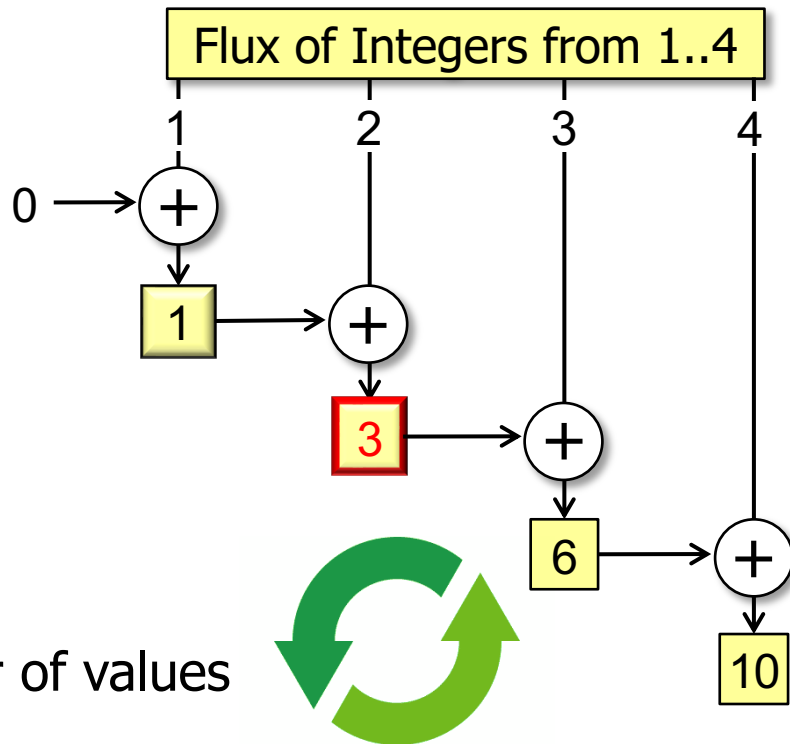 Flux of Integers from 1..4
1 2 3 4
0 +
1 +
3 +
6 +
of values
10